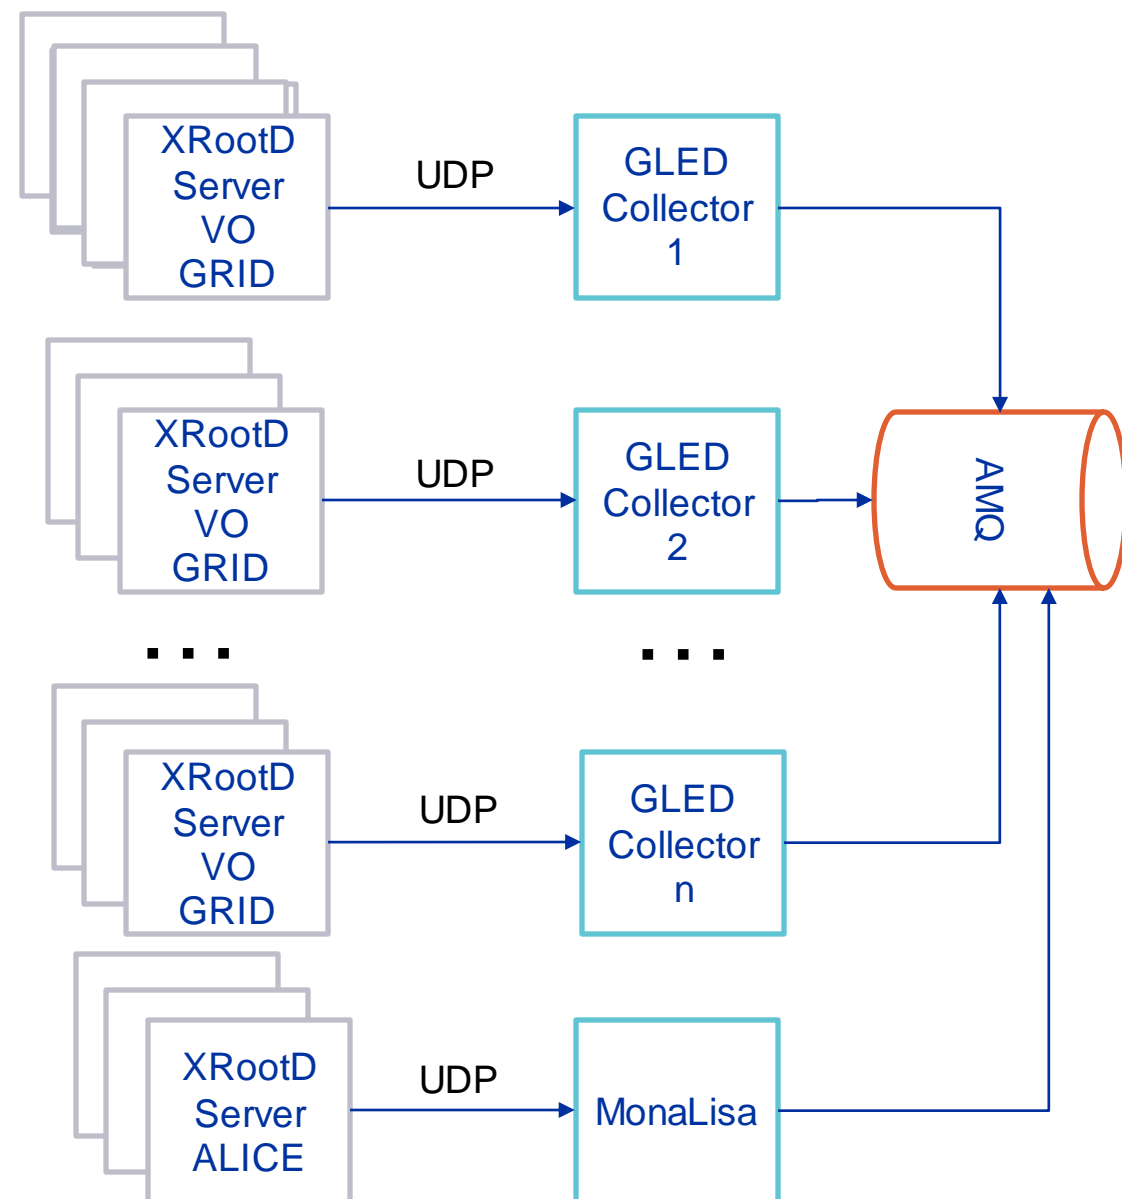 XRootD
Server
VO
GRID
UDP
GLED
Collector
1
XRootD
Server
VO
GRID
UDP
GLED
Collector
2
AMQ
. . .
. . .
XRootD
Server
VO
GRID
UDP
GLED
Collector
n
XRootD
Server
ALICE
UDP
MonaLisa